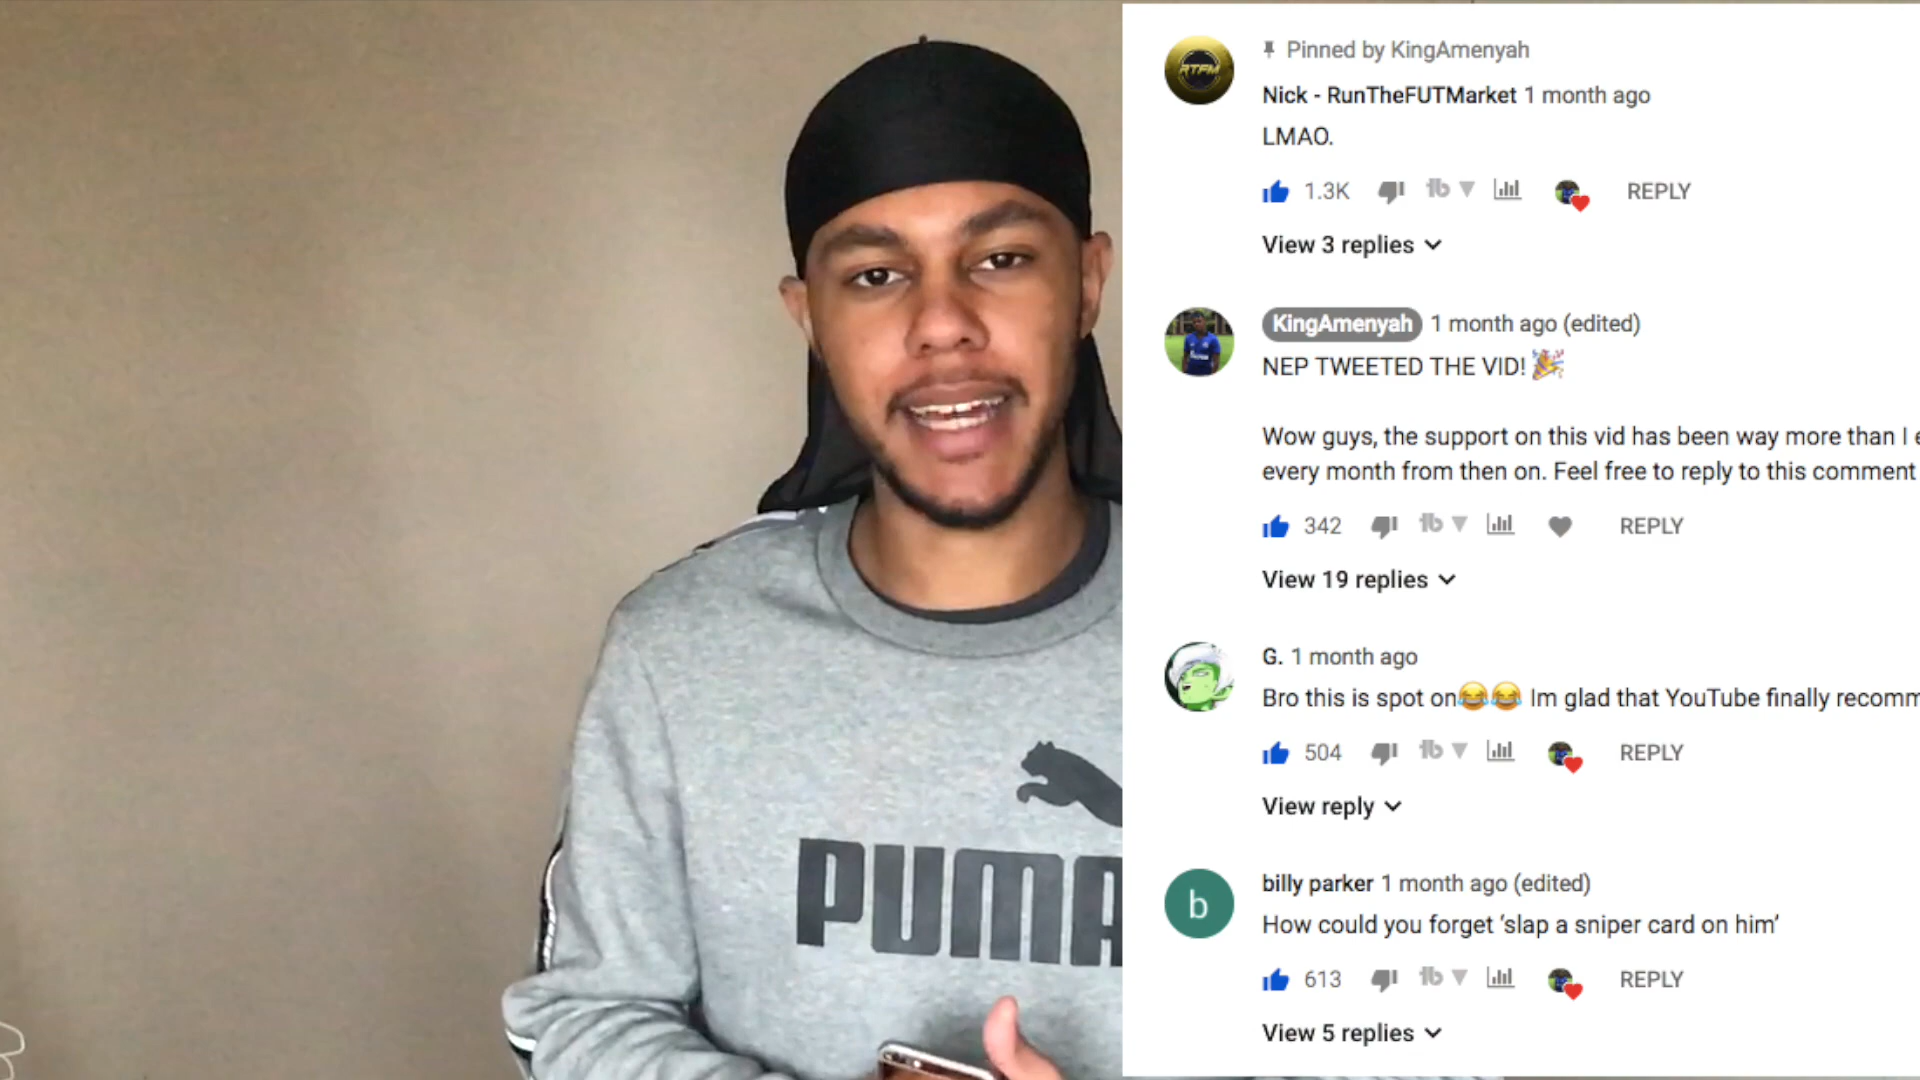 Pinned by KingAmenyah
RTFM
Nick - RunTheFUTMarket 1 month ago
LMAO.
1.3K REPLY
View 3 replies
KingAmenyah 1 month ago (edited)
NEP TWEETED THE VID! 🎉
Wow guys, the support on this vid has been way more than I
every month from then on. Feel free to reply to this comment
342 REPLY
View 19 replies
G. 1 month ago
Bro this is spot on😂😂 Im glad that YouTube finally recomm
504 REPLY
View reply
b
billy parker 1 month ago (edited)
How could you forget ‘slap a sniper card on him’
613 REPLY
View 5 replies
PUMA